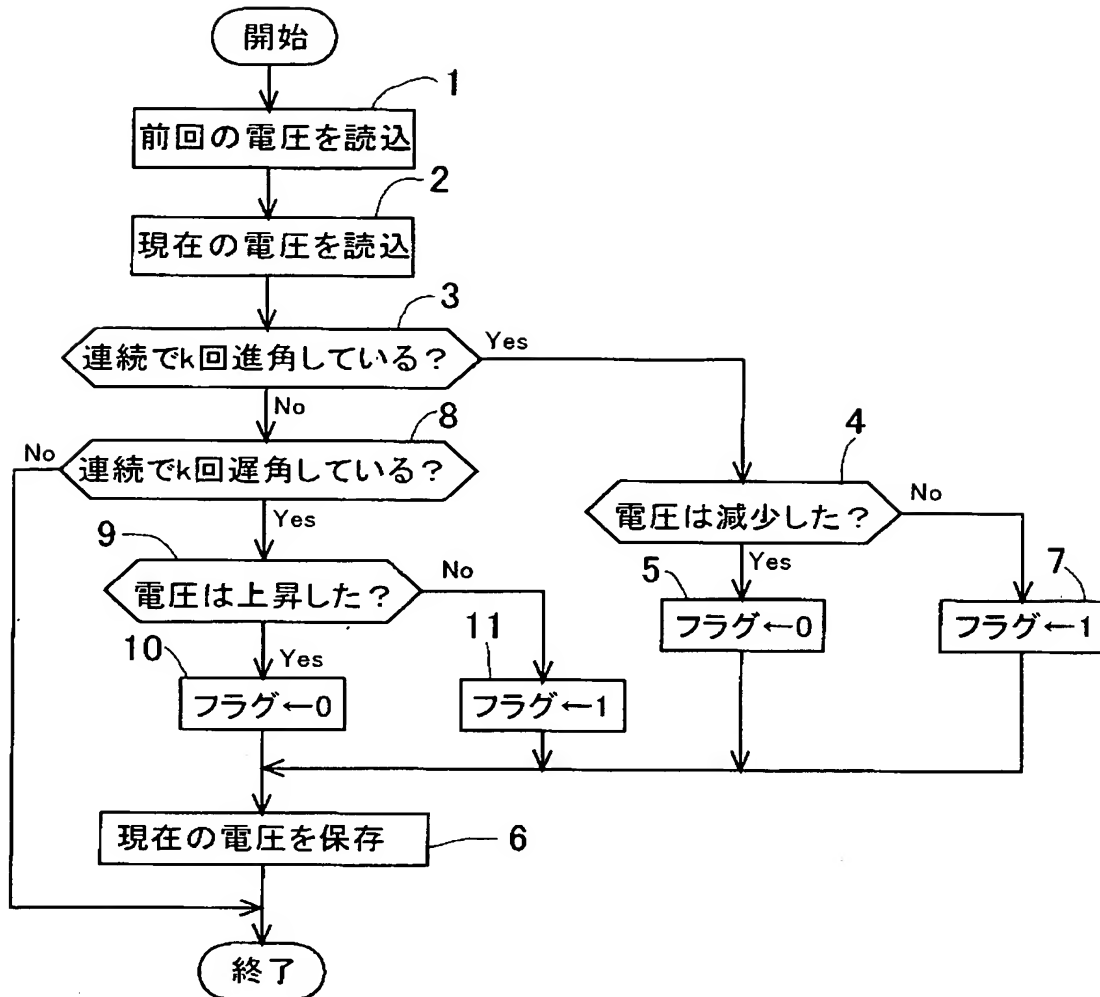 開始
1
前回の電圧を読込
2
現在の電圧を読込
3
連続でk回進角している?
Yes
No
8
No
連続でk回遅角している?
4
電圧は減少した?
No
Yes
9
電圧は上昇した?
No
Yes
5
フラグ←0
7
フラグ←1
10
フラグ←0
Yes
11
フラグ←1
現在の電圧を保存
6
終了